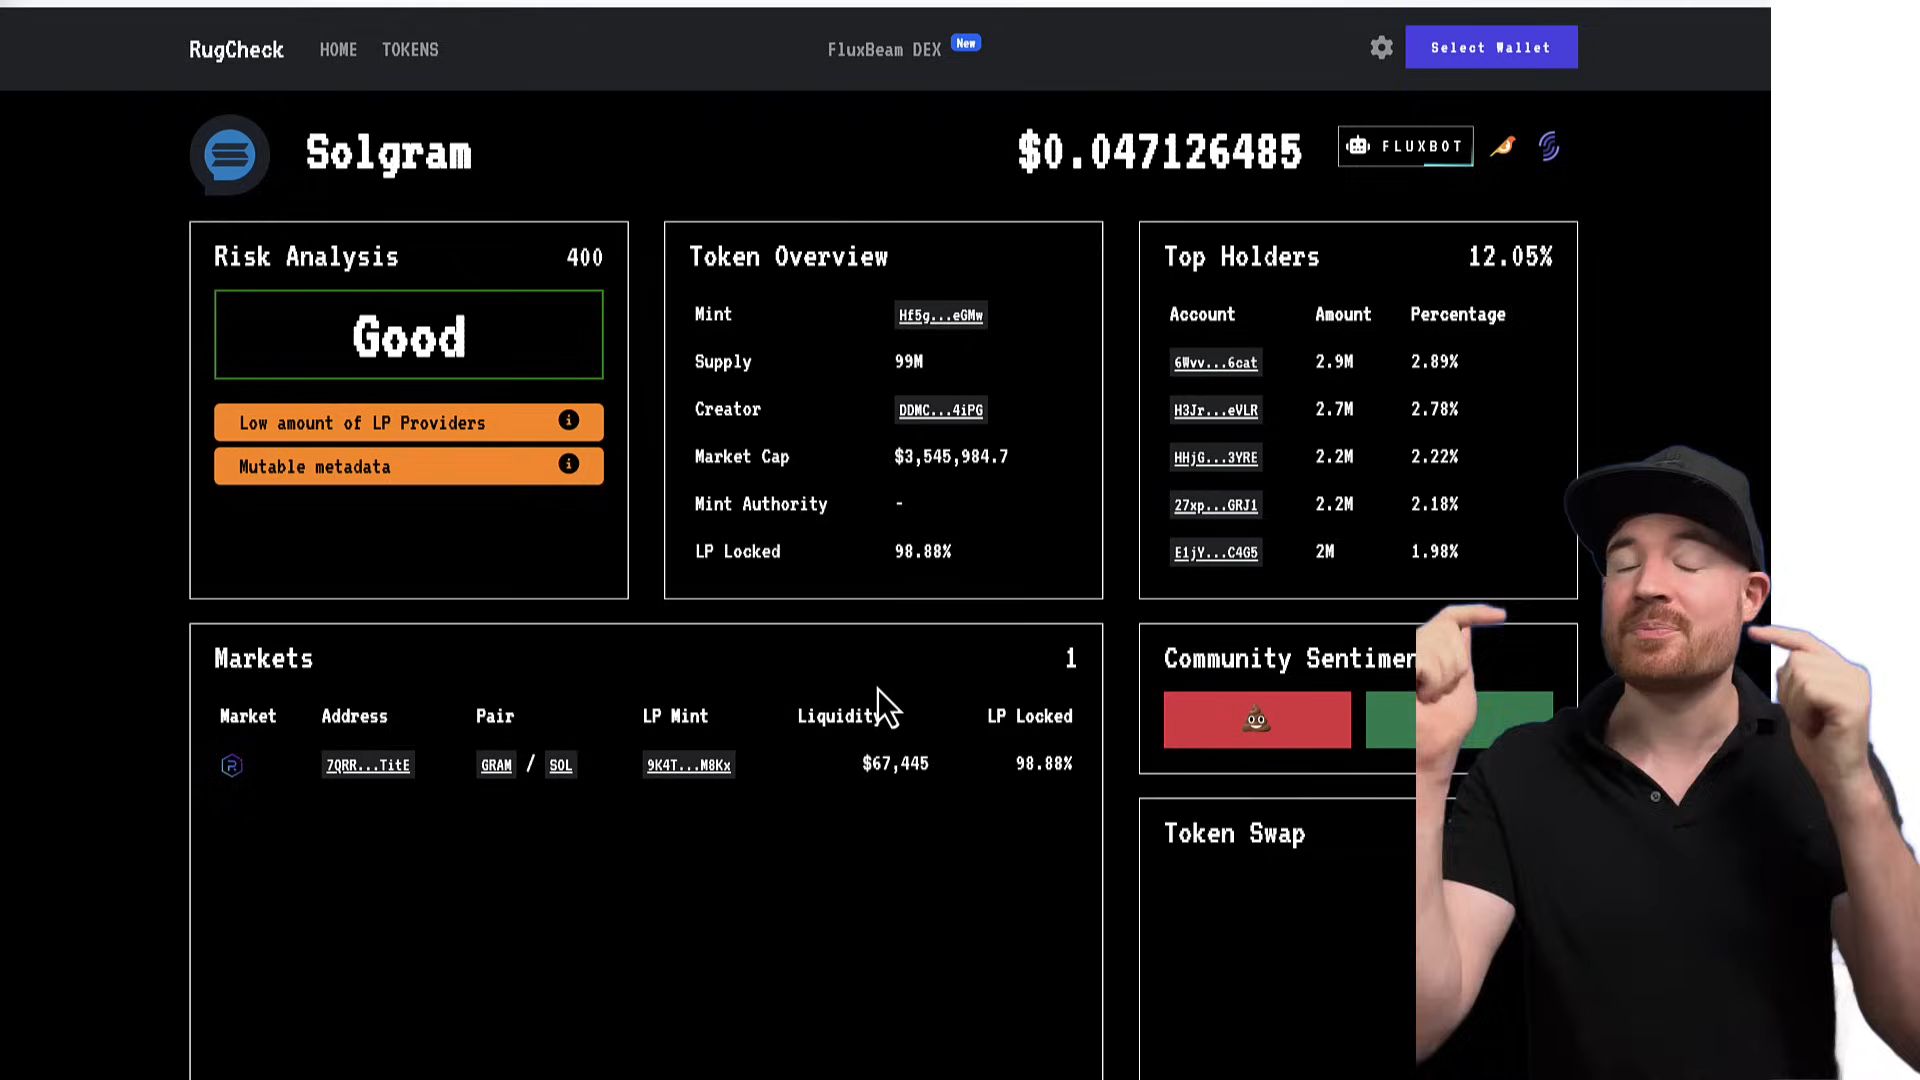 RugCheck HOME TOKENS FluxBeam DEX New Select Wallet
Solgram $0.047126485 FLUXBOT
Risk Analysis 400
Good
Low amount of LP Providers
Mutable metadata
Token Overview
Mint Hf5g...eGMw
Supply 99M
Creator DDMC...4iPG
Market Cap $3,545,984.7
Mint Authority -
LP Locked 98.88%
Top Holders 12.05%
Account Amount Percentage
6Wvv...6cat 2.9M 2.89%
H3Jr...eVLR 2.7M 2.78%
HHjG...3YRE 2.2M 2.22%
27xp...GRJ1 2.2M 2.18%
E1jY...C4G5 2M 1.98%
Markets 1
Market Address Pair LP Mint Liquidity LP Locked
7QRR...TitE GRAM / SOL 9K4T...M8Kx $67,445 98.88%
Community Sentimen
Token Swap